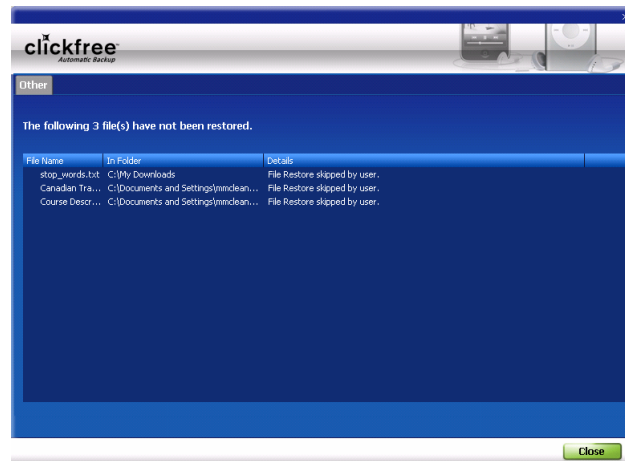 clickfree
Automatic Backup
Other
The following 3 file(s) have not been restored.
File Name In Folder Details
stop_words.txt C:\My Downloads File Restore skipped by user.
Canadian Tra... C:\Documents and Settings\mmclean... File Restore skipped by user.
Course Descr... C:\Documents and Settings\mmclean... File Restore skipped by user.
Close